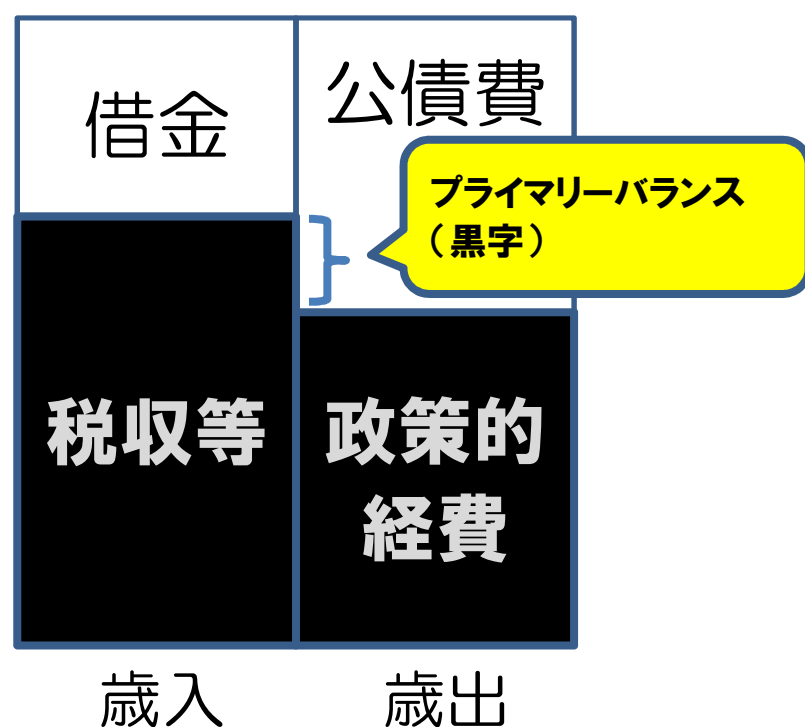 借金
公債費
プライマリーバランス
（黒字）
税収等
政策的
経費
歳入
歳出